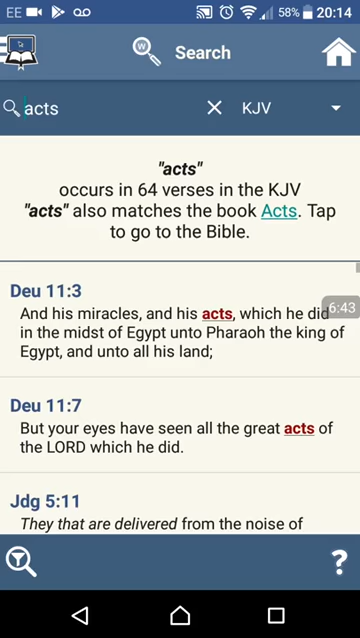 EE 58% 20:14
Search
acts KJV
"acts"
occurs in 64 verses in the KJV
"acts" also matches the book Acts. Tap
to go to the Bible.
Deu 11:3
And his miracles, and his acts, which he did
6:43
in the midst of Egypt unto Pharaoh the king of
Egypt, and unto all his land;
Deu 11:7
But your eyes have seen all the great acts of
the LORD which he did.
Jdg 5:11
They that are delivered from the noise of
?